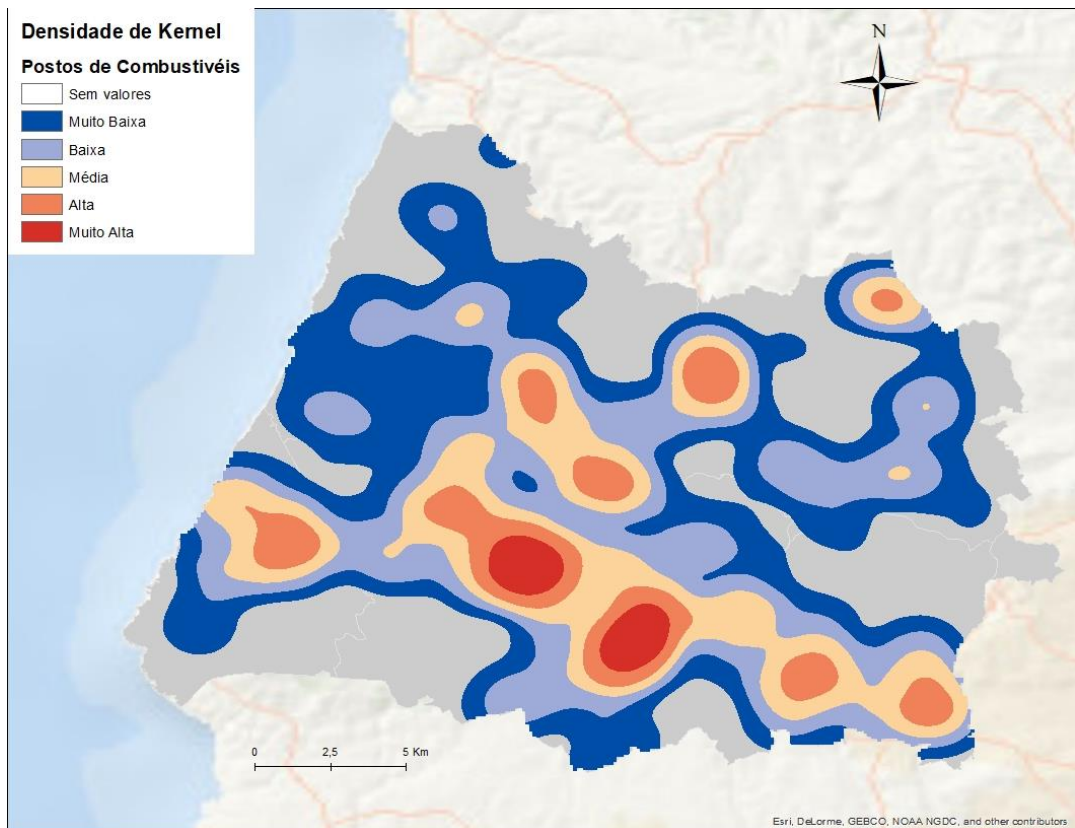 Densidade de Kernel
Postos de Combustivéis
Sem valores
Muito Baixa
Baixa
Média
Alta
Muito Alta
N
0 2,5 5 Km
Esri, DeLorme, GEBCO, NOAA NGDC, and other contributors